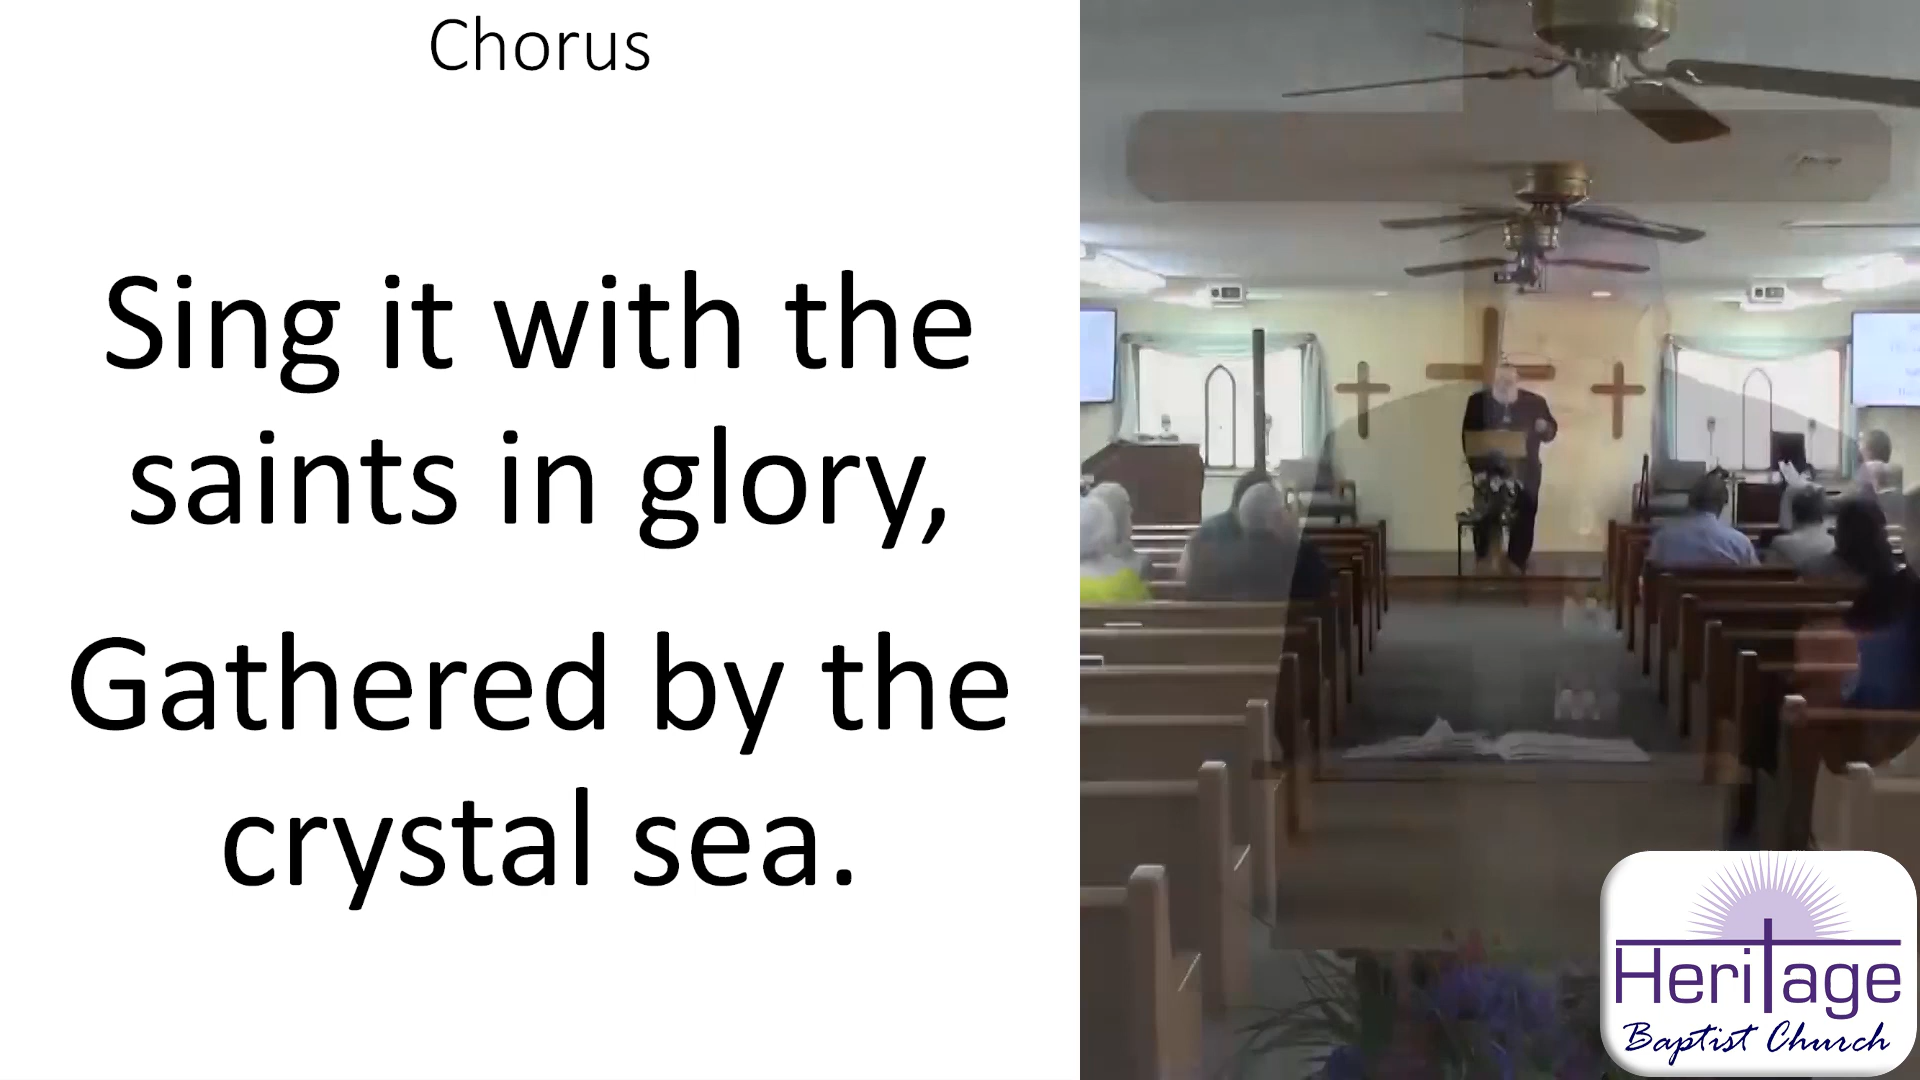 Chorus
Sing it with the
saints in glory,
Gathered by the
crystal sea.
Heritage
Baptist Church